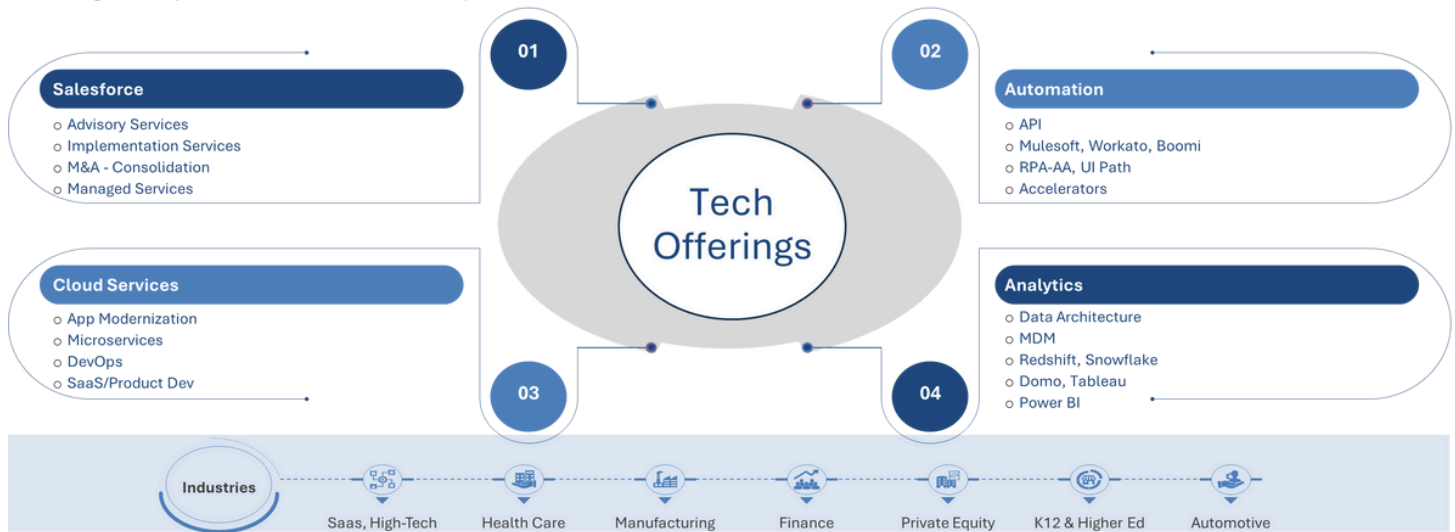 01
Salesforce
Advisory Services
Implementation Services
M&A - Consolidation
Managed Services
02
Automation
API
Mulesoft, Workato, Boomi
RPA-AA, UI Path
Accelerators
Tech
Offerings
03
Cloud Services
App Modernization
Microservices
DevOps
SaaS/Product Dev
04
Analytics
Data Architecture
MDM
Redshift, Snowflake
Domo, Tableau
Power BI
Industries
Saas, High-Tech
Health Care
Manufacturing
Finance
Private Equity
K12 & Higher Ed
Automotive